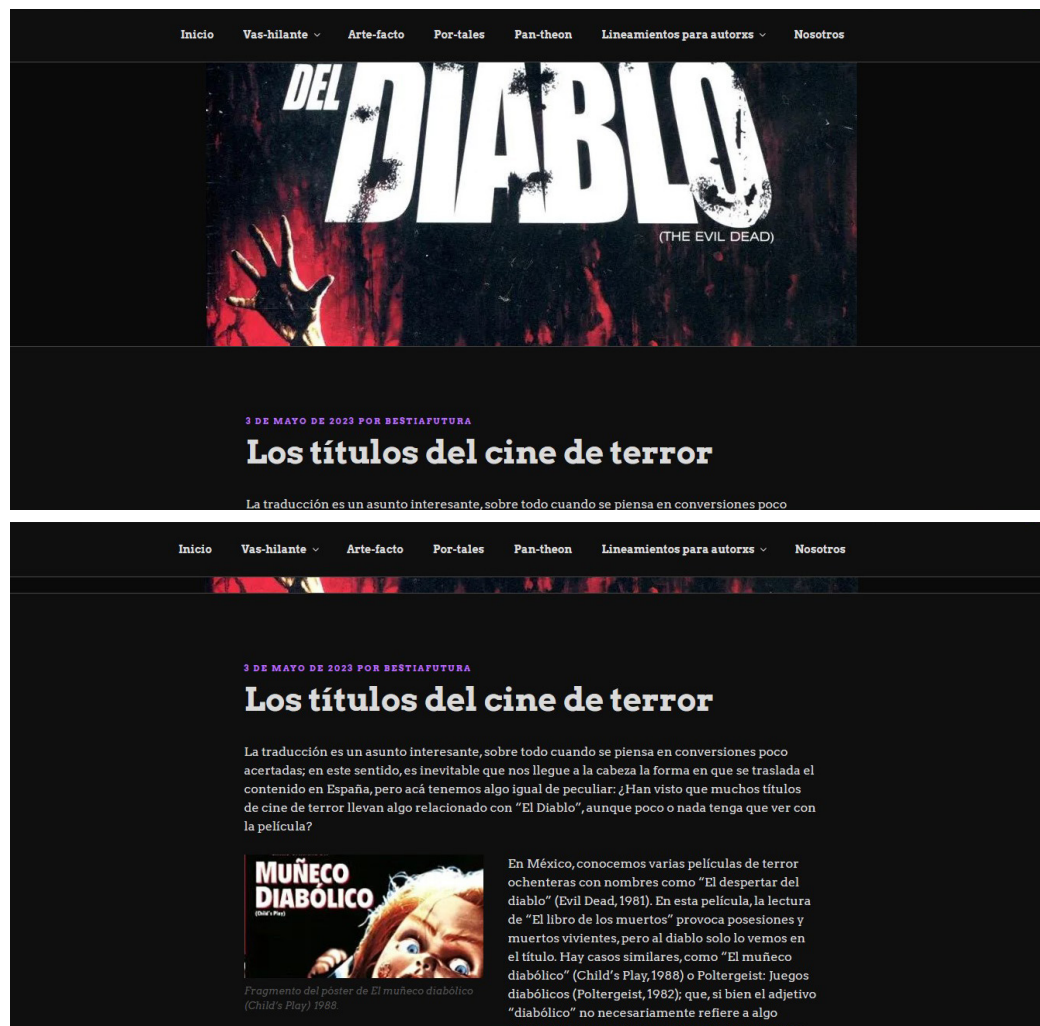 Inicio Vas-hilante Arte-facto Por-tales Pan-theon Lineamientos para autorxs Nosotros
DEL DIABLO
(THE EVIL DEAD)
3 DE MAYO DE 2023 POR BESTIAFUTURA
Los títulos del cine de terror
La traducción es un asunto interesante, sobre todo cuando se piensa en conversiones poco
Inicio Vas-hilante Arte-facto Por-tales Pan-theon Lineamientos para autorxs Nosotros
3 DE MAYO DE 2023 POR BESTIAFUTURA
Los títulos del cine de terror
La traducción es un asunto interesante, sobre todo cuando se piensa en conversiones poco
acertadas; en este sentido, es inevitable que nos llegue a la cabeza la forma en que se traslada el
contenido en España, pero acá tenemos algo igual de peculiar: ¿Han visto que muchos títulos
de cine de terror llevan algo relacionado con “El Diablo”, aunque poco o nada tenga que ver con
la película?
MUÑECO
DIABÓLICO
(Child's Play)
Fragmento del póster de El muñeco diabólico
(Child’s Play) 1988.
En México, conocemos varias películas de terror
ochenteras con nombres como “El despertar del
diablo” (Evil Dead, 1981). En esta película, la lectura
de “El libro de los muertos” provoca posesiones y
muertos vivientes, pero al diablo solo lo vemos en
el título. Hay casos similares, como “El muñeco
diabólico” (Child’s Play, 1988) o Poltergeist: Juegos
diabólicos (Poltergeist, 1982); que, si bien el adjetivo
“diabólico” no necesariamente refiere a algo